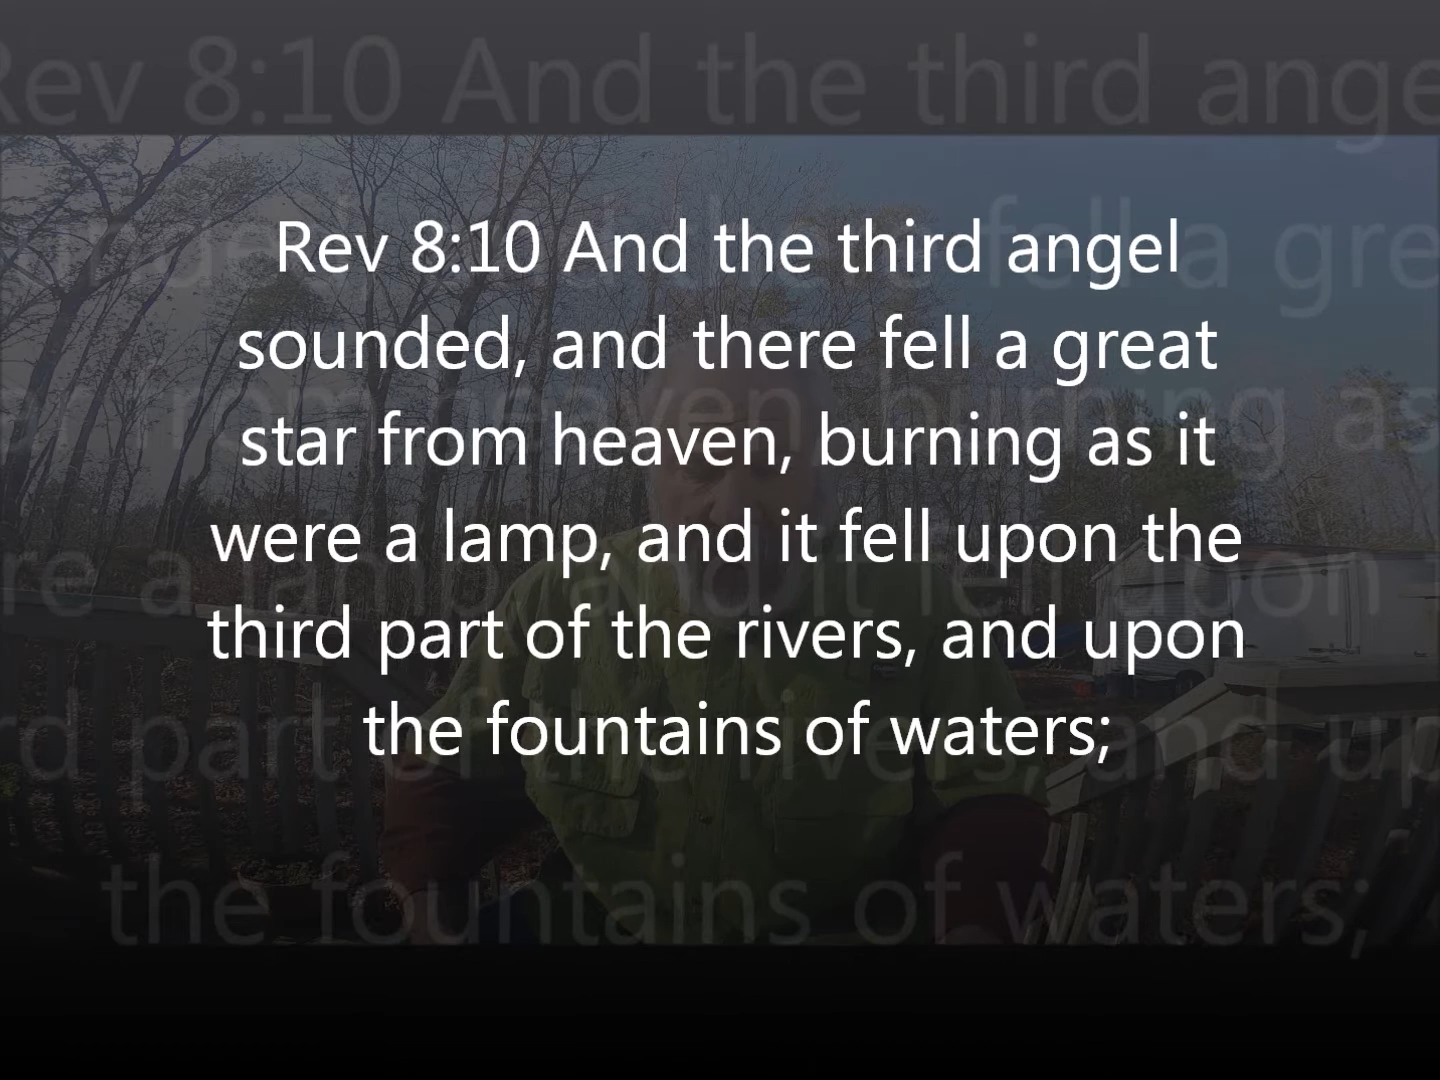 Rev 8:10 And the third angel
sounded, and there fell a great
star from heaven, burning as it
were a lamp, and it fell upon the
third part of the rivers, and upon
the fountains of waters;